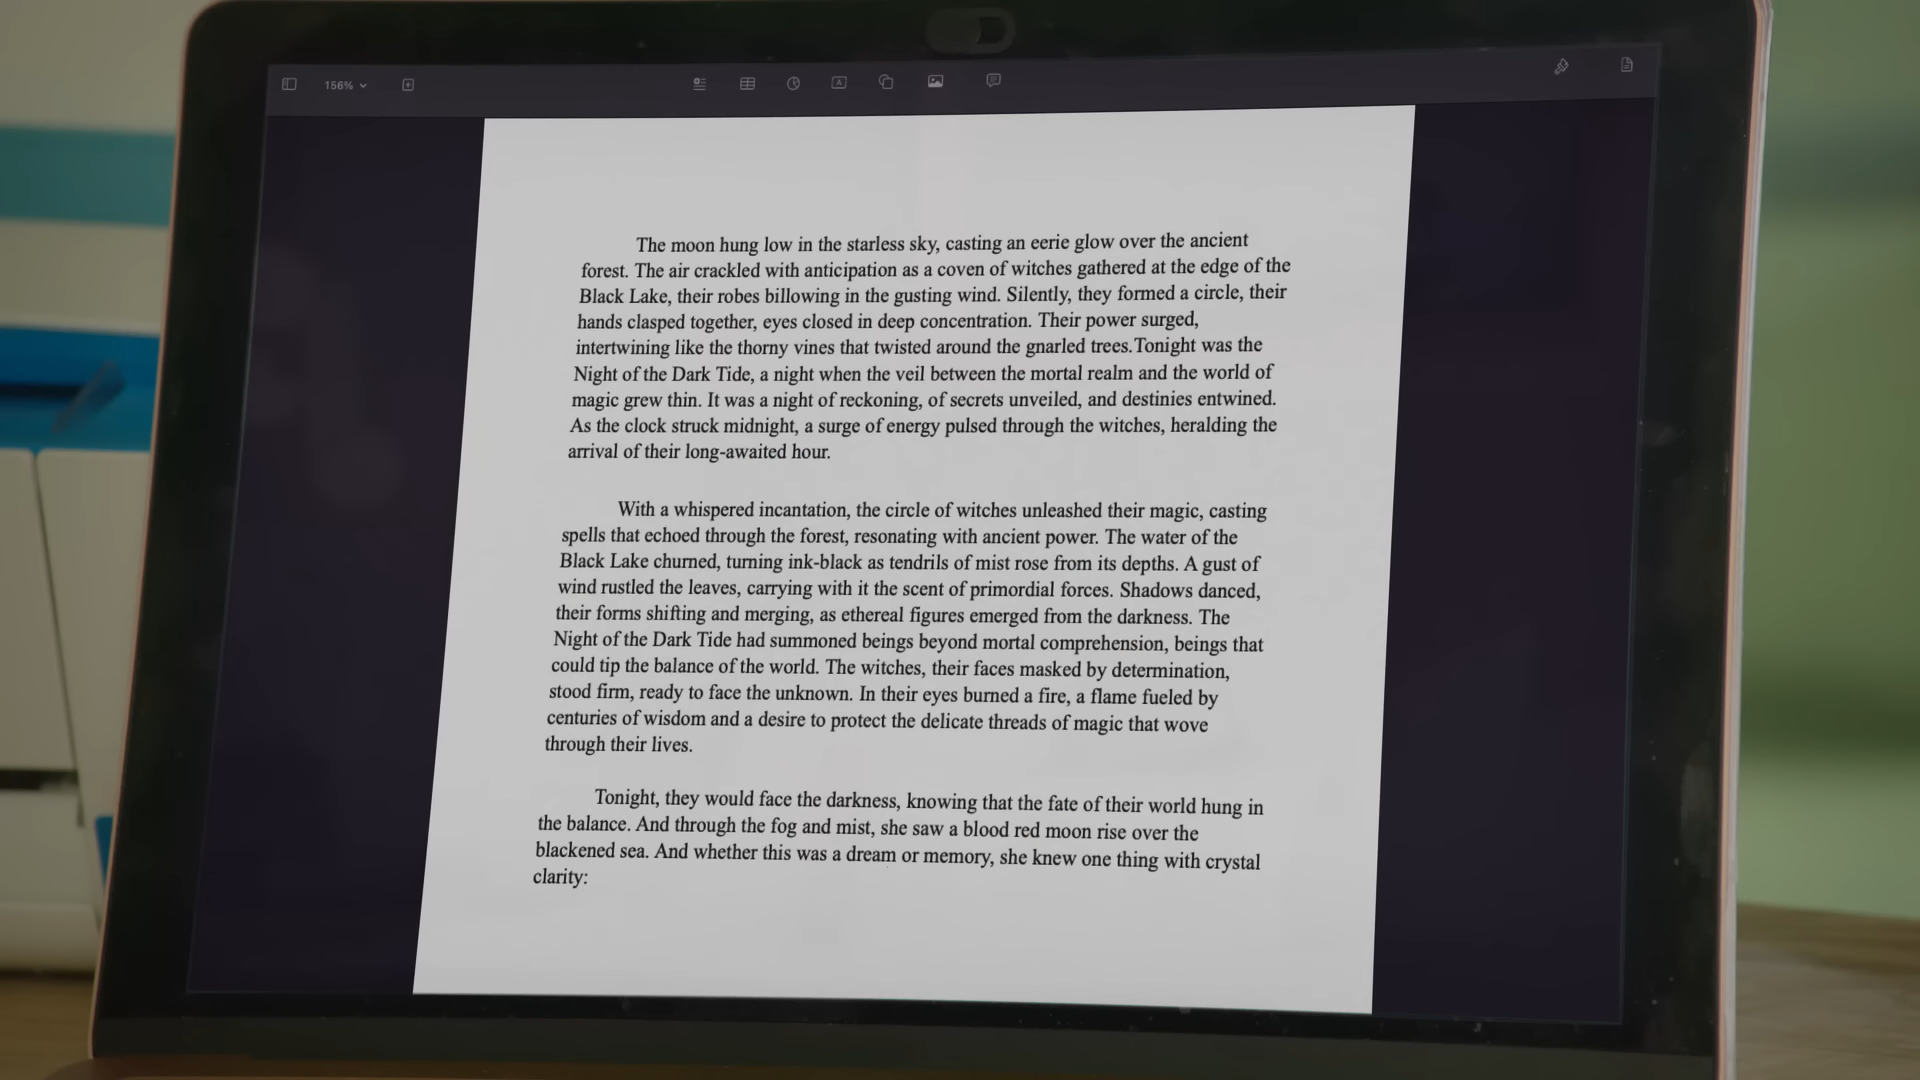 156%
The moon hung low in the starless sky, casting an eerie glow over the ancient
forest. The air crackled with anticipation as a coven of witches gathered at the edge of the
Black Lake, their robes billowing in the gusting wind. Silently, they formed a circle, their
hands clasped together, eyes closed in deep concentration. Their power surged,
intertwining like the thorny vines that twisted around the gnarled trees.Tonight was the
Night of the Dark Tide, a night when the veil between the mortal realm and the world of
magic grew thin. It was a night of reckoning, of secrets unveiled, and destinies entwined.
As the clock struck midnight, a surge of energy pulsed through the witches, heralding the
arrival of their long-awaited hour.
With a whispered incantation, the circle of witches unleashed their magic, casting
spells that echoed through the forest, resonating with ancient power. The water of the
Black Lake churned, turning ink-black as tendrils of mist rose from its depths. A gust of
wind rustled the leaves, carrying with it the scent of primordial forces. Shadows danced,
their forms shifting and merging, as ethereal figures emerged from the darkness. The
Night of the Dark Tide had summoned beings beyond mortal comprehension, beings that
could tip the balance of the world. The witches, their faces masked by determination,
stood firm, ready to face the unknown. In their eyes burned a fire, a flame fueled by
centuries of wisdom and a desire to protect the delicate threads of magic that wove
through their lives.
Tonight, they would face the darkness, knowing that the fate of their world hung in
the balance. And through the fog and mist, she saw a blood red moon rise over the
blackened sea. And whether this was a dream or memory, she knew one thing with crystal
clarity: